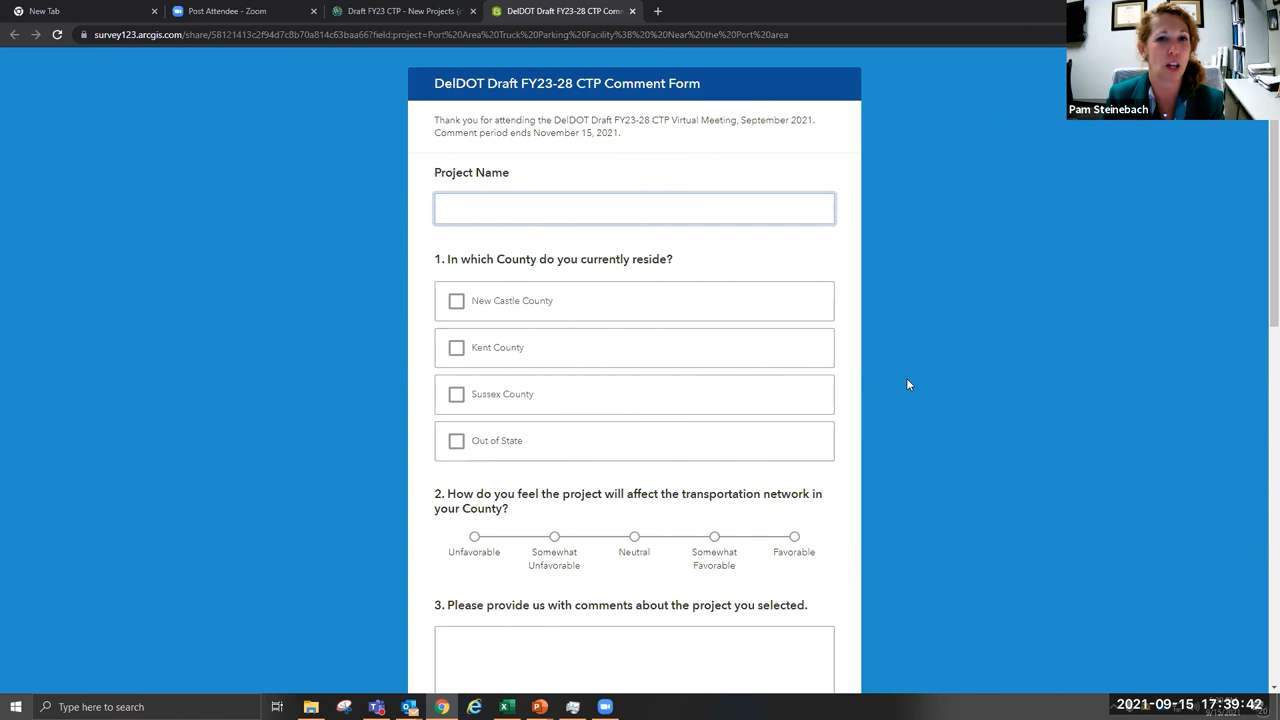 New Tab
Post Attendee - Zoom
Draft FY23 CTP - New Projects (
DelDOT Draft FY23-28 CTP Comm
survey123.arcgis.com/share/58121413c2f94d7c8b70a814c63baa66?field:project=Port%20Area%20Truck%20Parking%20Facility%3B%20%20Near%20the%20Port%20area
Pam Steinebach
DelDOT Draft FY23-28 CTP Comment Form
Thank you for attending the DelDOT Draft FY23-28 CTP Virtual Meeting, September 2021.
Comment period ends November 15, 2021.
Project Name
1. In which County do you currently reside?
New Castle County
Kent County
Sussex County
Out of State
2. How do you feel the project will affect the transportation network in
your County?
Unfavorable
Somewhat
Unfavorable
Neutral
Somewhat
Favorable
Favorable
3. Please provide us with comments about the project you selected.
Type here to search
2021-09-15 17:39:42